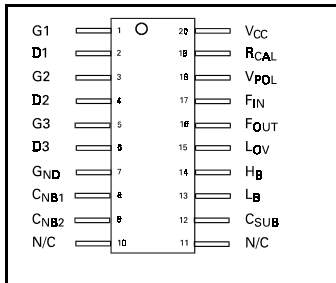 G1 1 20 VCC
D1 2 19 RCAL
G2 3 18 VPOL
D2 4 17 FIN
G3 5 16 FOUT
D3 6 15 LOV
GND 7 14 HB
CNB1 8 13 LB
CNB2 9 12 CSUB
N/C 10 11 N/C